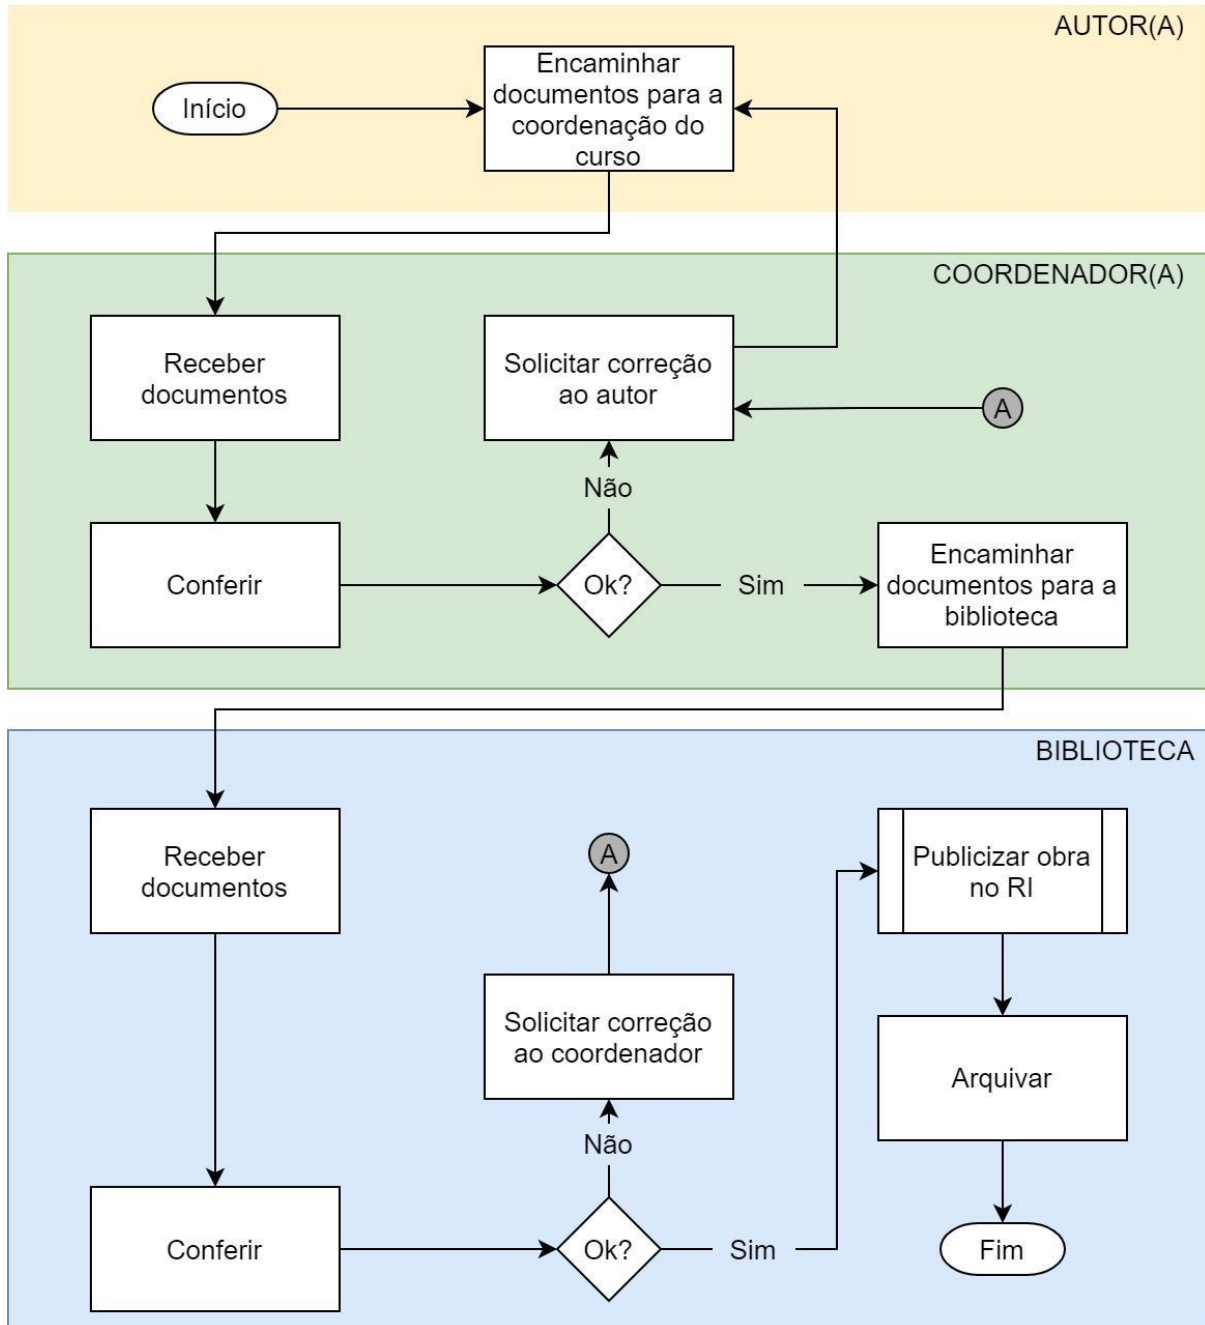 AUTOR(A)
Início
Encaminhar
documentos para a
coordenação do
curso
COORDENADOR(A)
Receber
documentos
Solicitar correção
ao autor
A
Não
Conferir
Ok?
Sim
Encaminhar
documentos para a
biblioteca
BIBLIOTECA
Receber
documentos
A
Publicizar obra
no RI
Solicitar correção
ao coordenador
Arquivar
Não
Conferir
Ok?
Sim
Fim